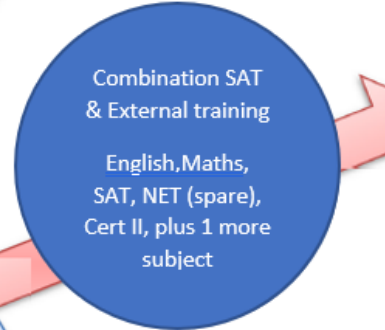 Combination SAT
& External training
English,Maths,
SAT, NET (spare),
Cert II, plus 1 more
subject